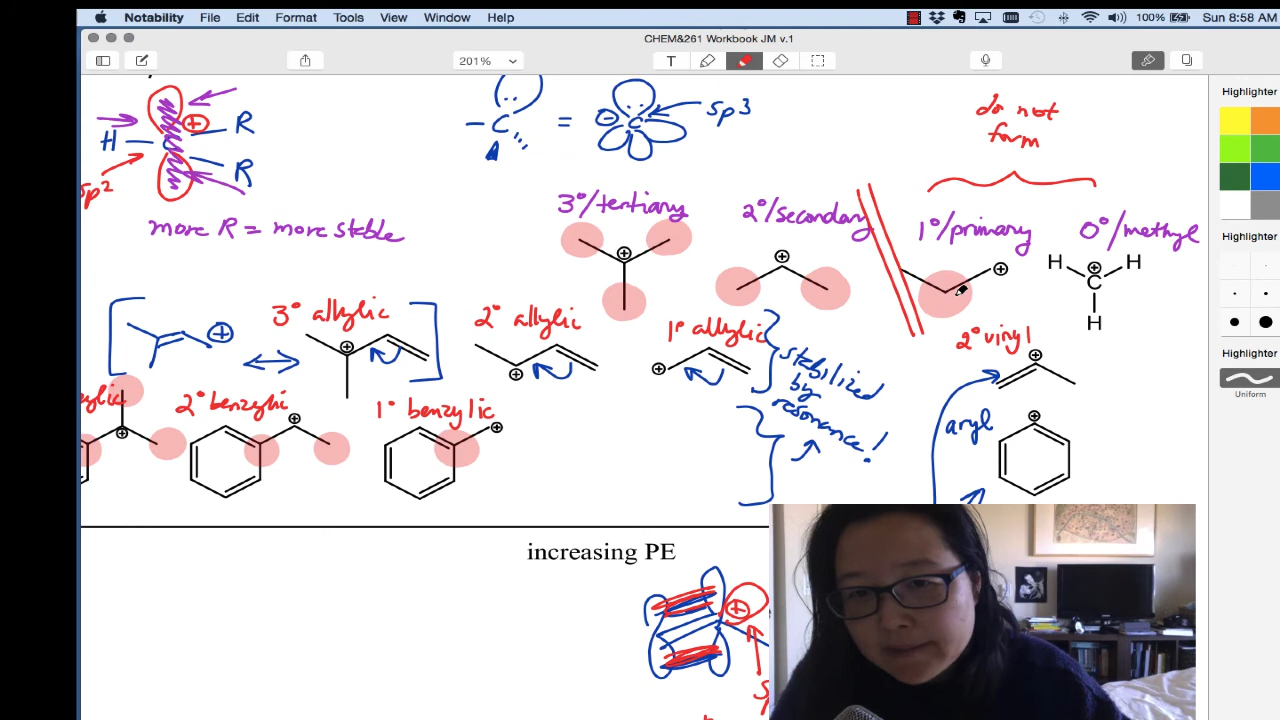 Notability File Edit Format Tools View Window Help 100% Sun 8:58 AM
CHEM&261 Workbook JM v.1
201% T
Highlighter
Highlighter
Highlighter
Uniform
H C ⊕ R
R
sp²
more R = more stable
– C : = ⊖ C : sp³
do not
form
3°/tertiary 2°/secondary 1°/primary 0°/methyl
⊕ ⊕ ⊕ H ⊕ H
C
H
⊕ 3° allylic 2° allylic 1° allylic 2° vinyl
⊕ ⊕ ⊕ ⊕
stabilized
by
resonance!
ylic 2° benzylic 1° benzylic aryl
⊕ ⊕ ⊕ ⊕
increasing PE
⊕